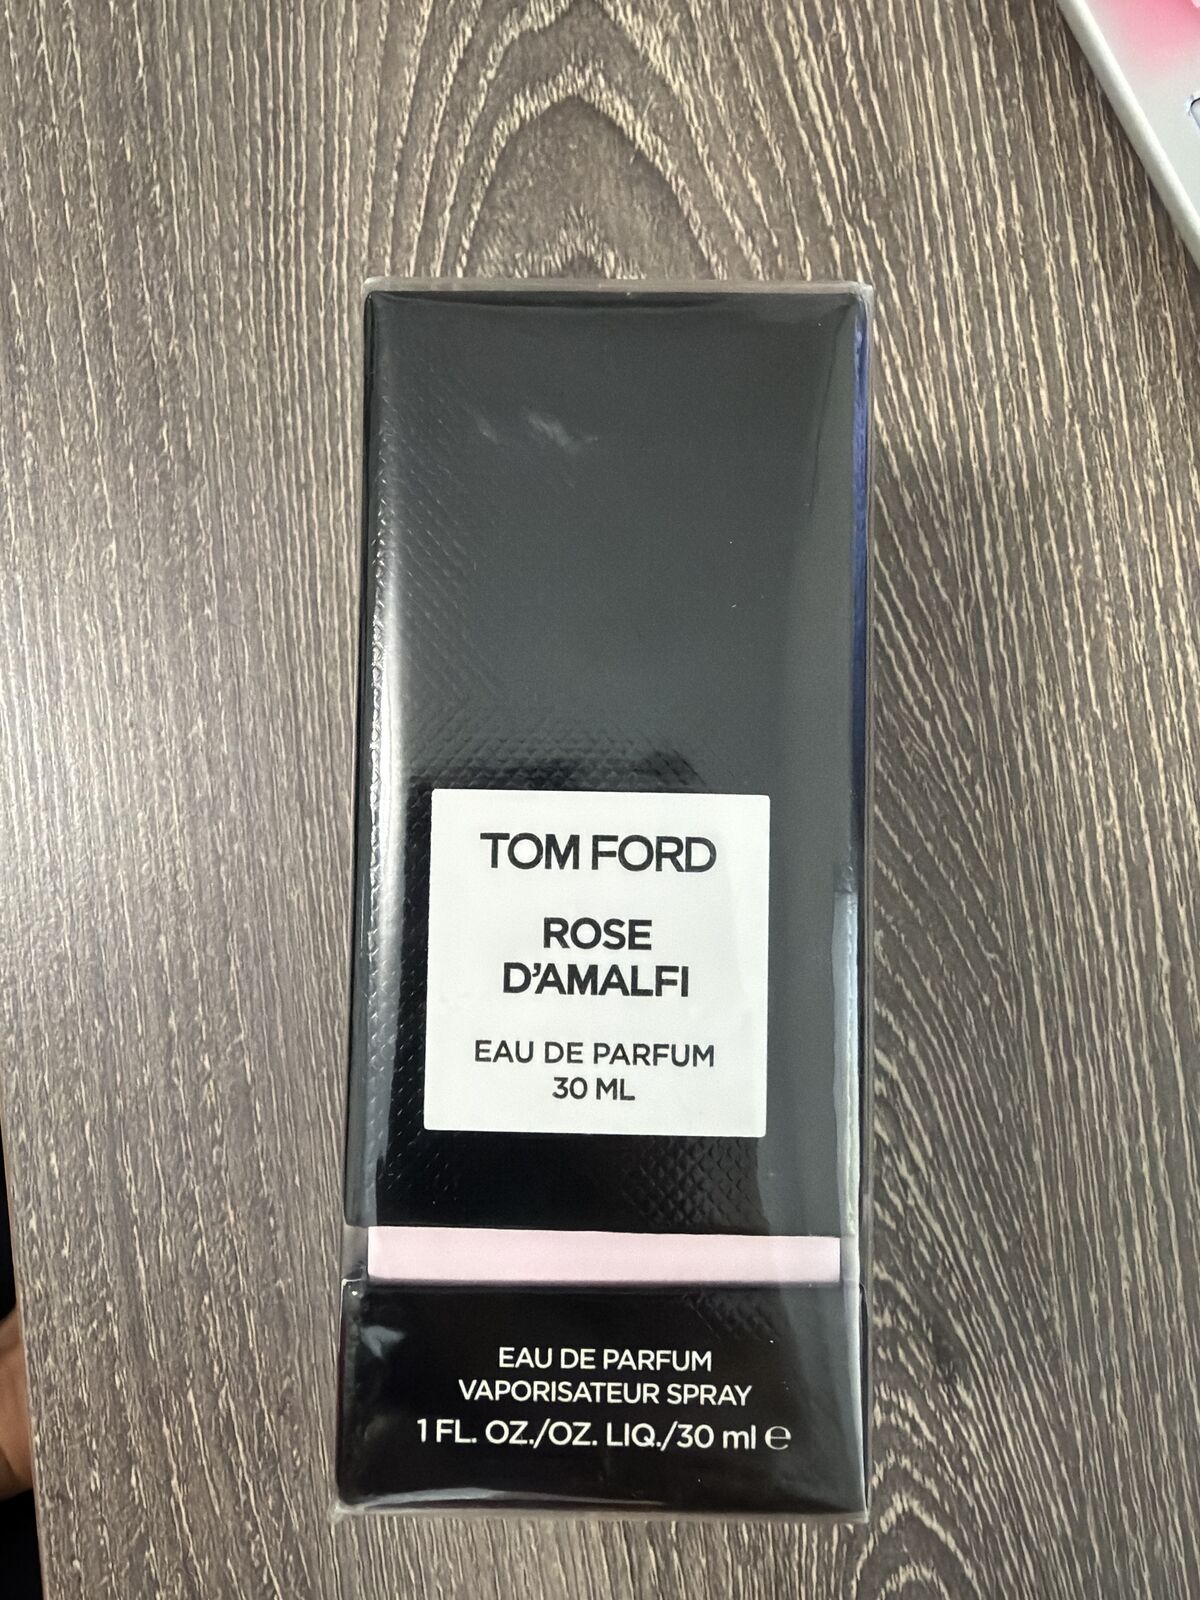 TOM FORD
ROSE
D'AMALFI
EAU DE PARFUM
30 ML
EAU DE PARFUM
VAPORISATEUR SPRAY
1 FL. OZ./OZ. LIQ./30 ml ℮